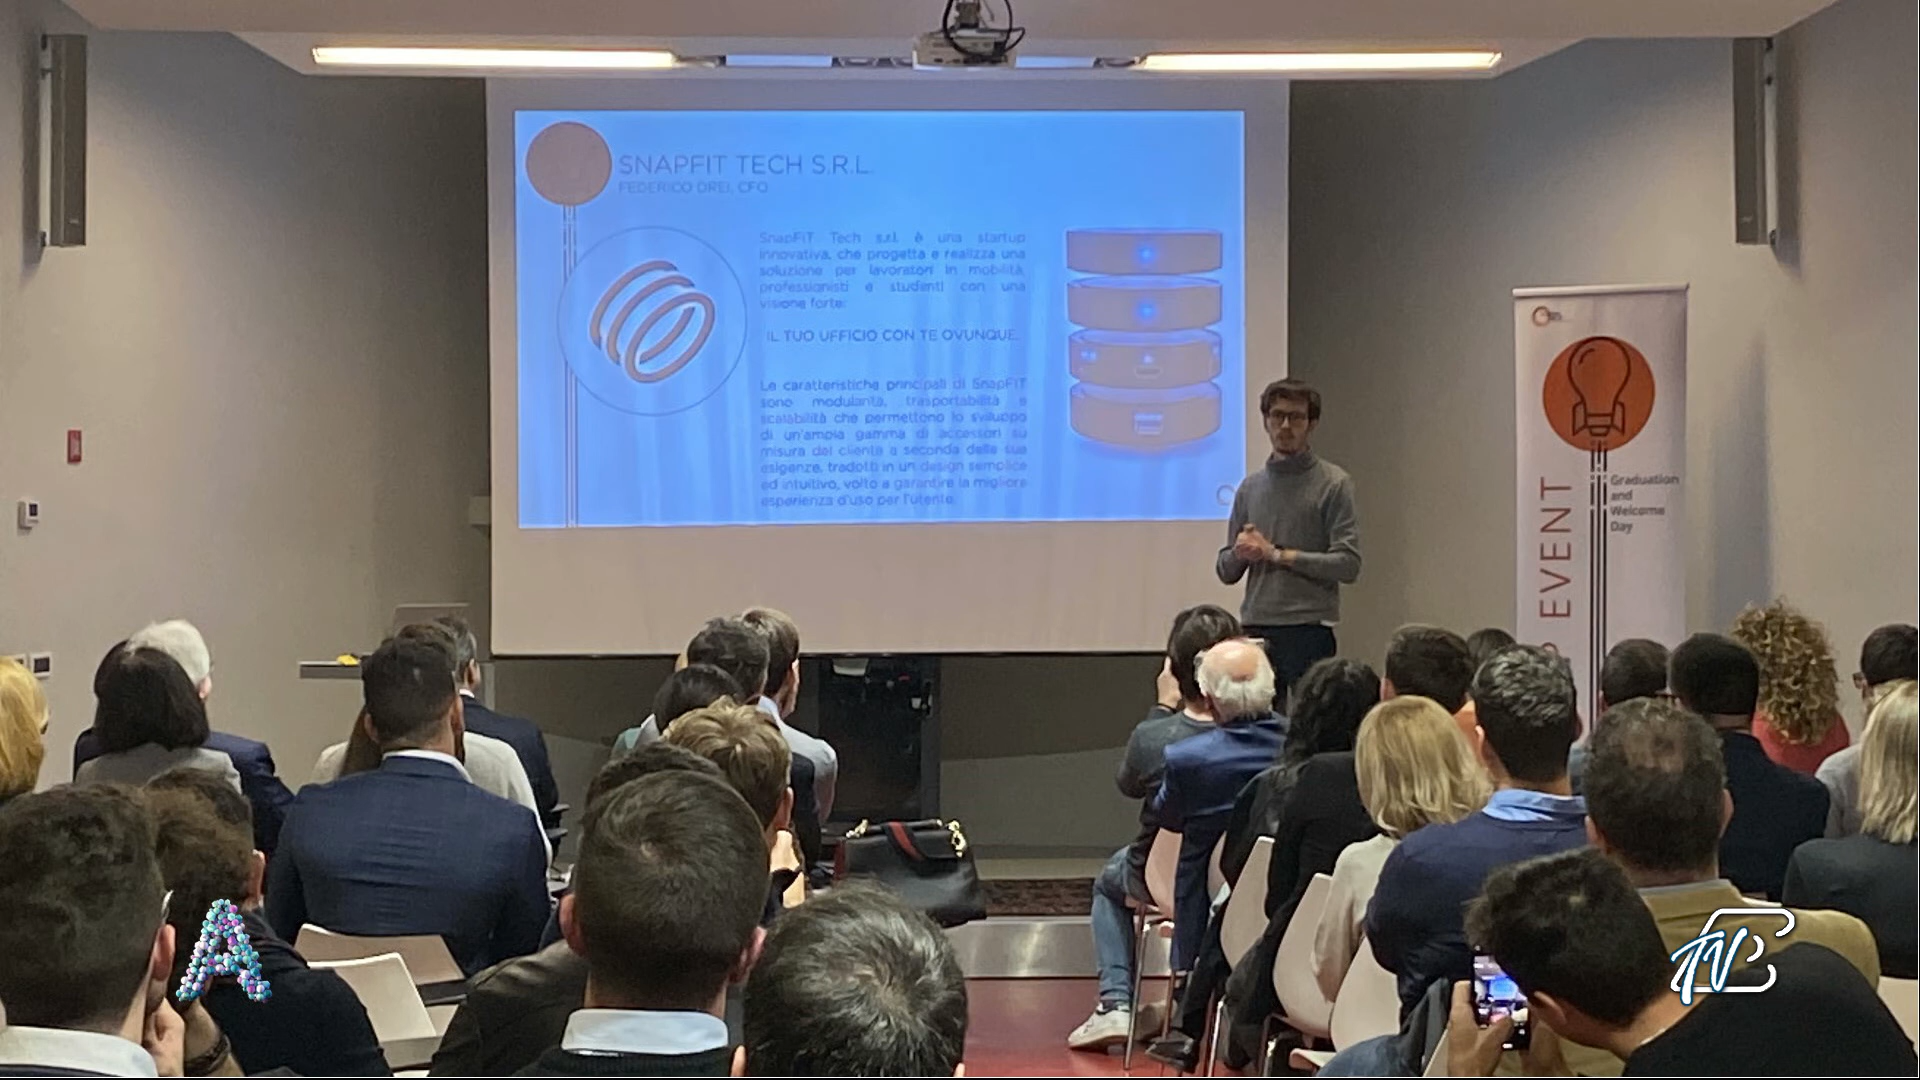 SNAPFIT TECH S.R.L.
FEDERICO DREI, CFO
SnapFIT Tech s.r.l. è una startup
innovativa, che progetta e realizza una
soluzione per lavoratori in mobilità,
professionisti e studenti con una
visione forte:
IL TUO UFFICIO CON TE OVUNQUE.
Le caratteristiche principali di SnapFIT
sono modularità, trasportabilità e
scalabilità che permettono lo sviluppo
di un'ampia gamma di accessori su
misura del cliente a seconda delle sue
esigenze, tradotti in un design semplice
ed intuitivo, volto a garantire la migliore
esperienza d'uso per l'utente.
EVENT
Graduation
and
Welcome
Day
A